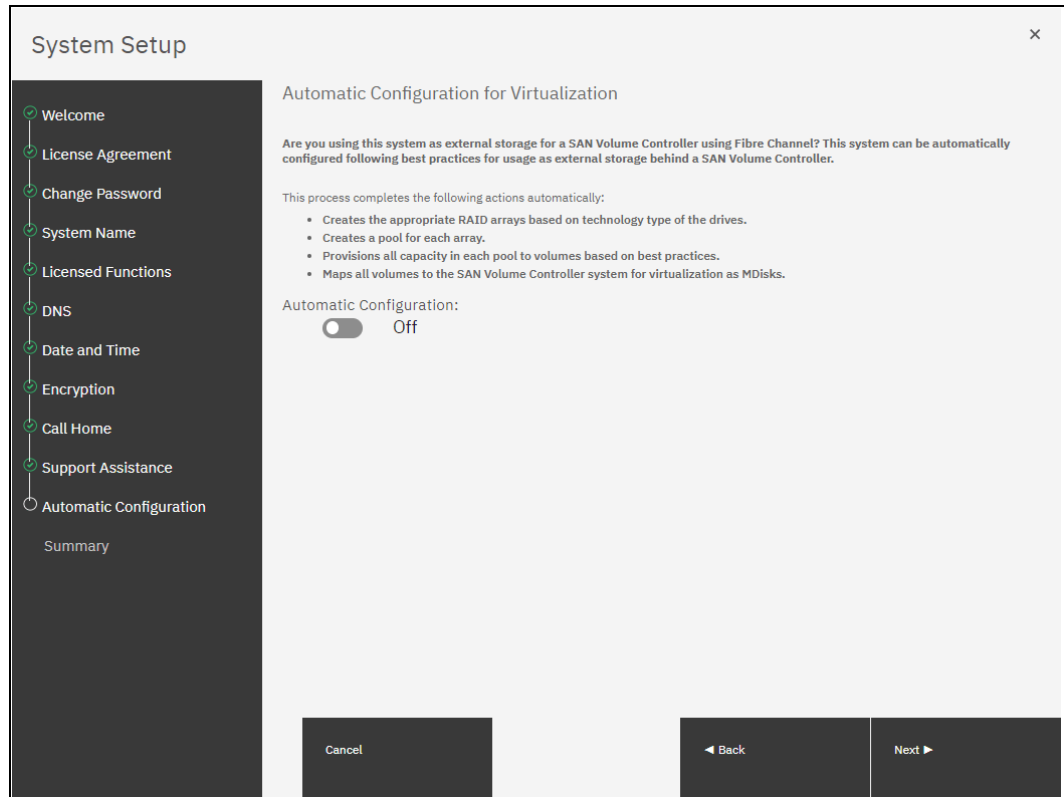 System Setup
×
Welcome
License Agreement
Change Password
System Name
Licensed Functions
DNS
Date and Time
Encryption
Call Home
Support Assistance
Automatic Configuration
Summary
Automatic Configuration for Virtualization
Are you using this system as external storage for a SAN Volume Controller using Fibre Channel? This system can be automatically
configured following best practices for usage as external storage behind a SAN Volume Controller.
This process completes the following actions automatically:
• Creates the appropriate RAID arrays based on technology type of the drives.
• Creates a pool for each array.
• Provisions all capacity in each pool to volumes based on best practices.
• Maps all volumes to the SAN Volume Controller system for virtualization as MDisks.
Automatic Configuration:
Off
Cancel
◄ Back
Next ►